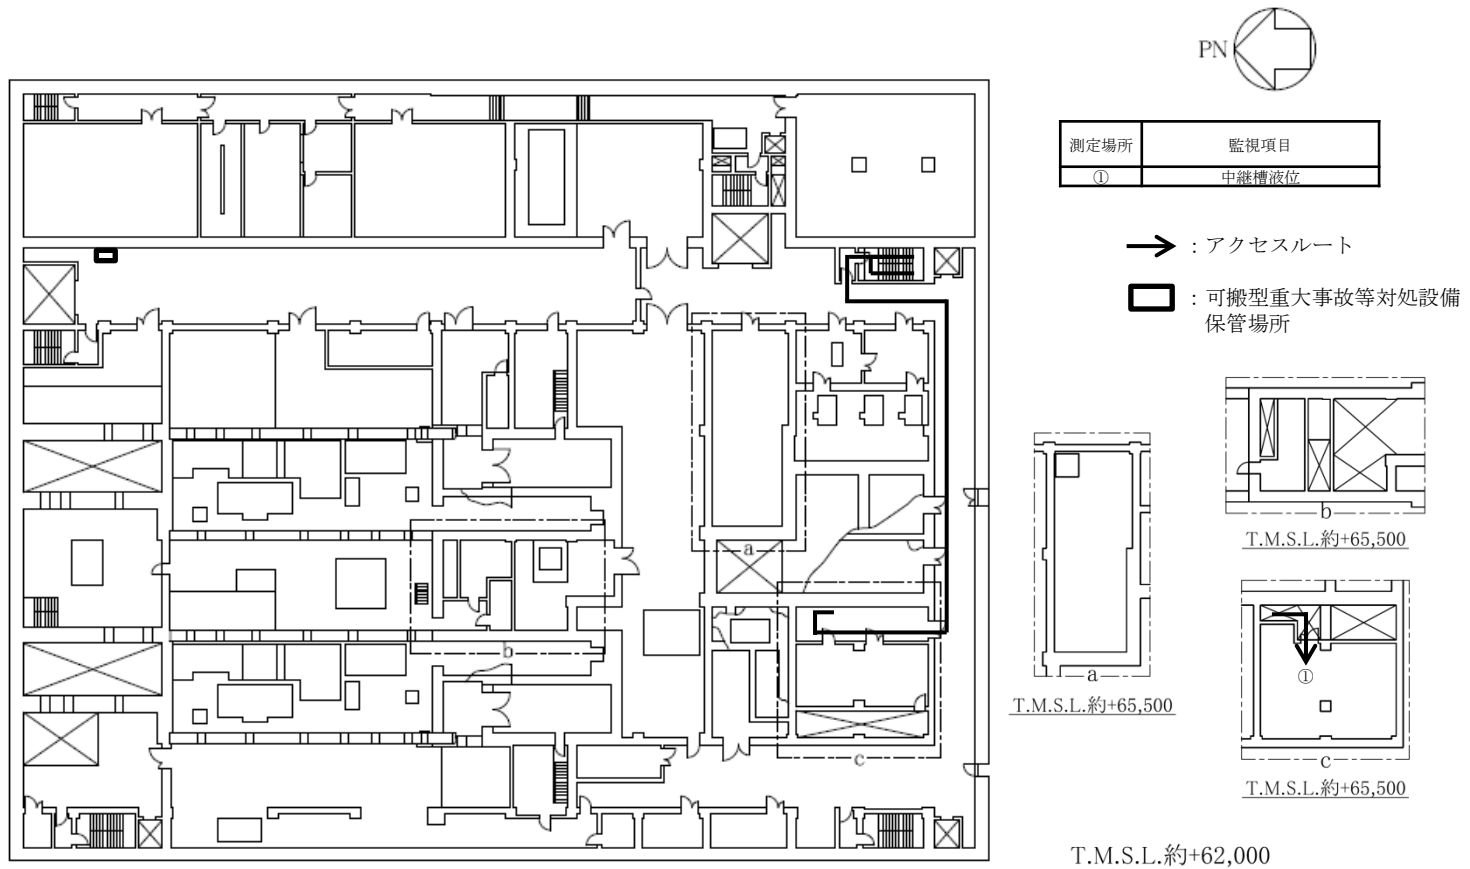 PN
測定場所 監視項目
① 中継槽液位
：アクセスルート
：可搬型重大事故等対処設備
保管場所
a
b
c
b
T.M.S.L.約+65,500
a
T.M.S.L.約+65,500
①
c
T.M.S.L.約+65,500
T.M.S.L.約+62,000